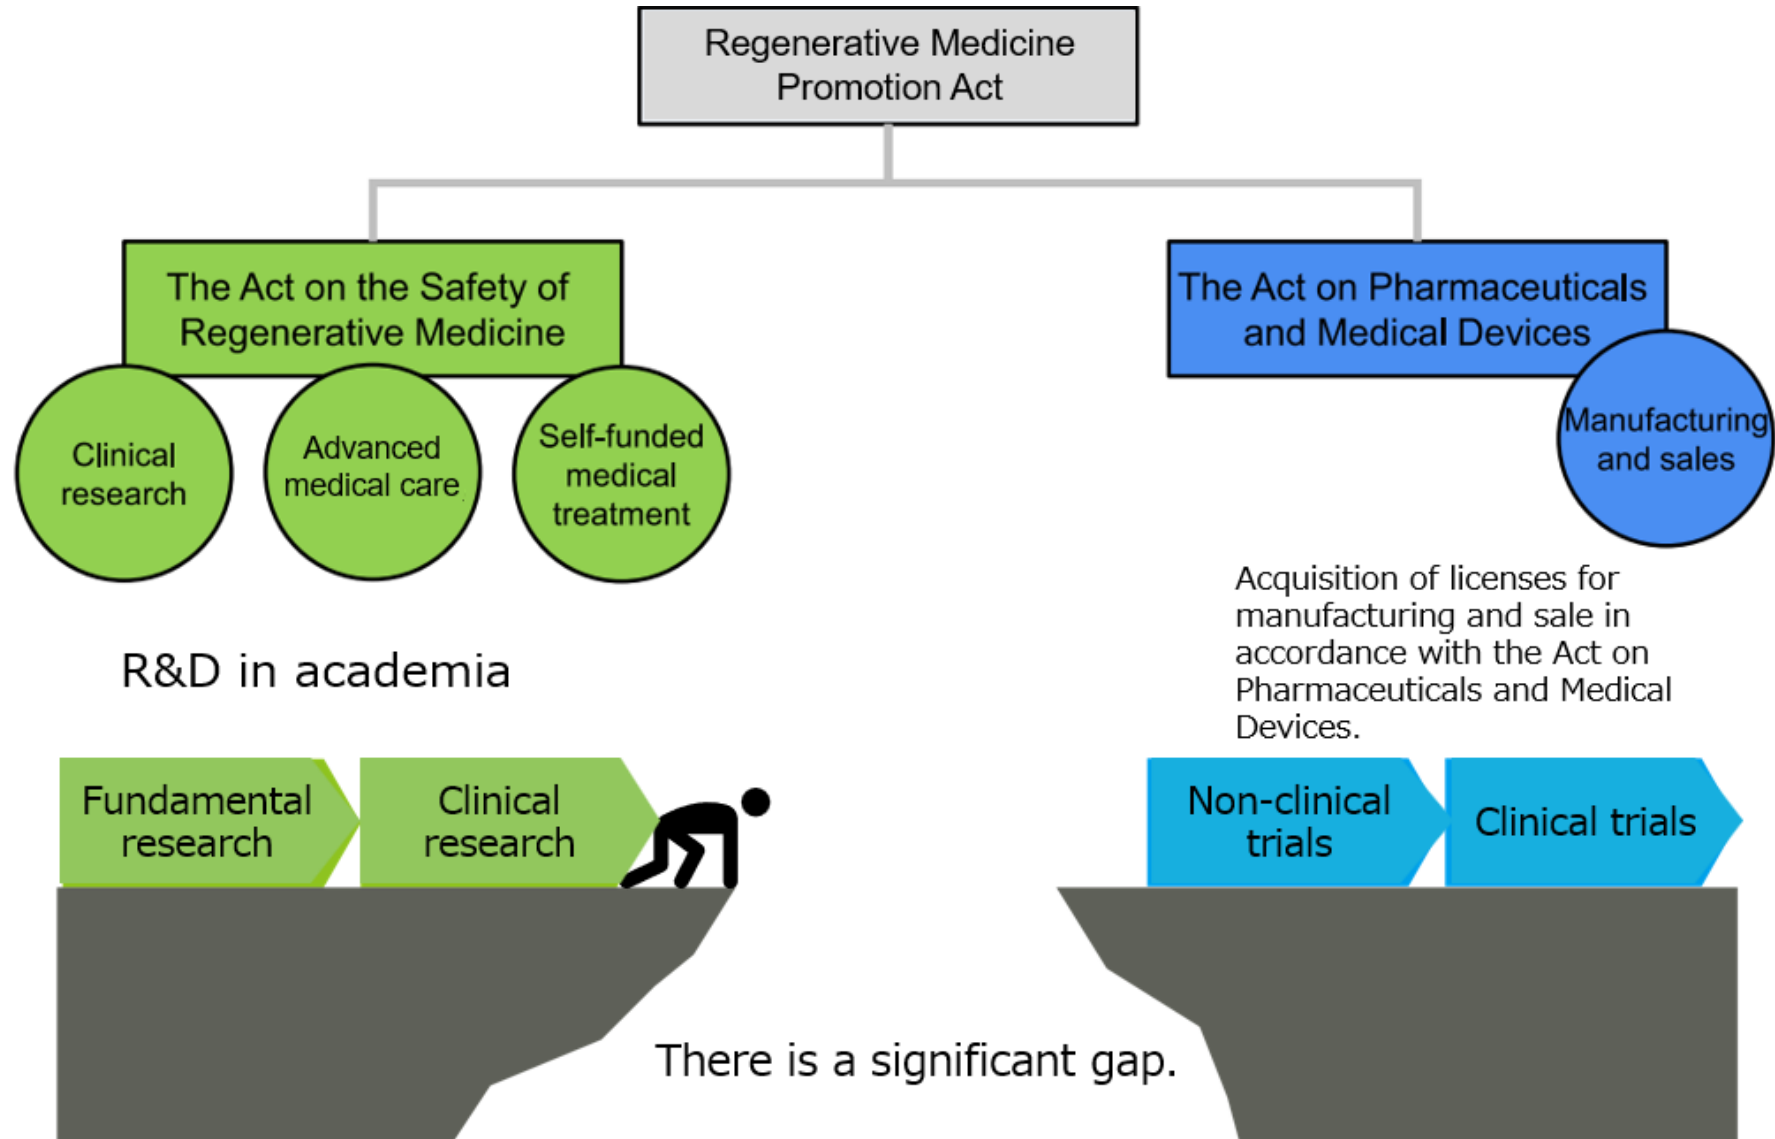 Regenerative Medicine
Promotion Act
The Act on the Safety of
Regenerative Medicine
The Act on Pharmaceuticals
and Medical Devices
Clinical
research
Advanced
medical care
Self-funded
medical
treatment
Manufacturing
and sales
Acquisition of licenses for
manufacturing and sale in
accordance with the Act on
Pharmaceuticals and Medical
Devices.
R&D in academia
Fundamental
research
Clinical
research
Non-clinical
trials
Clinical trials
There is a significant gap.